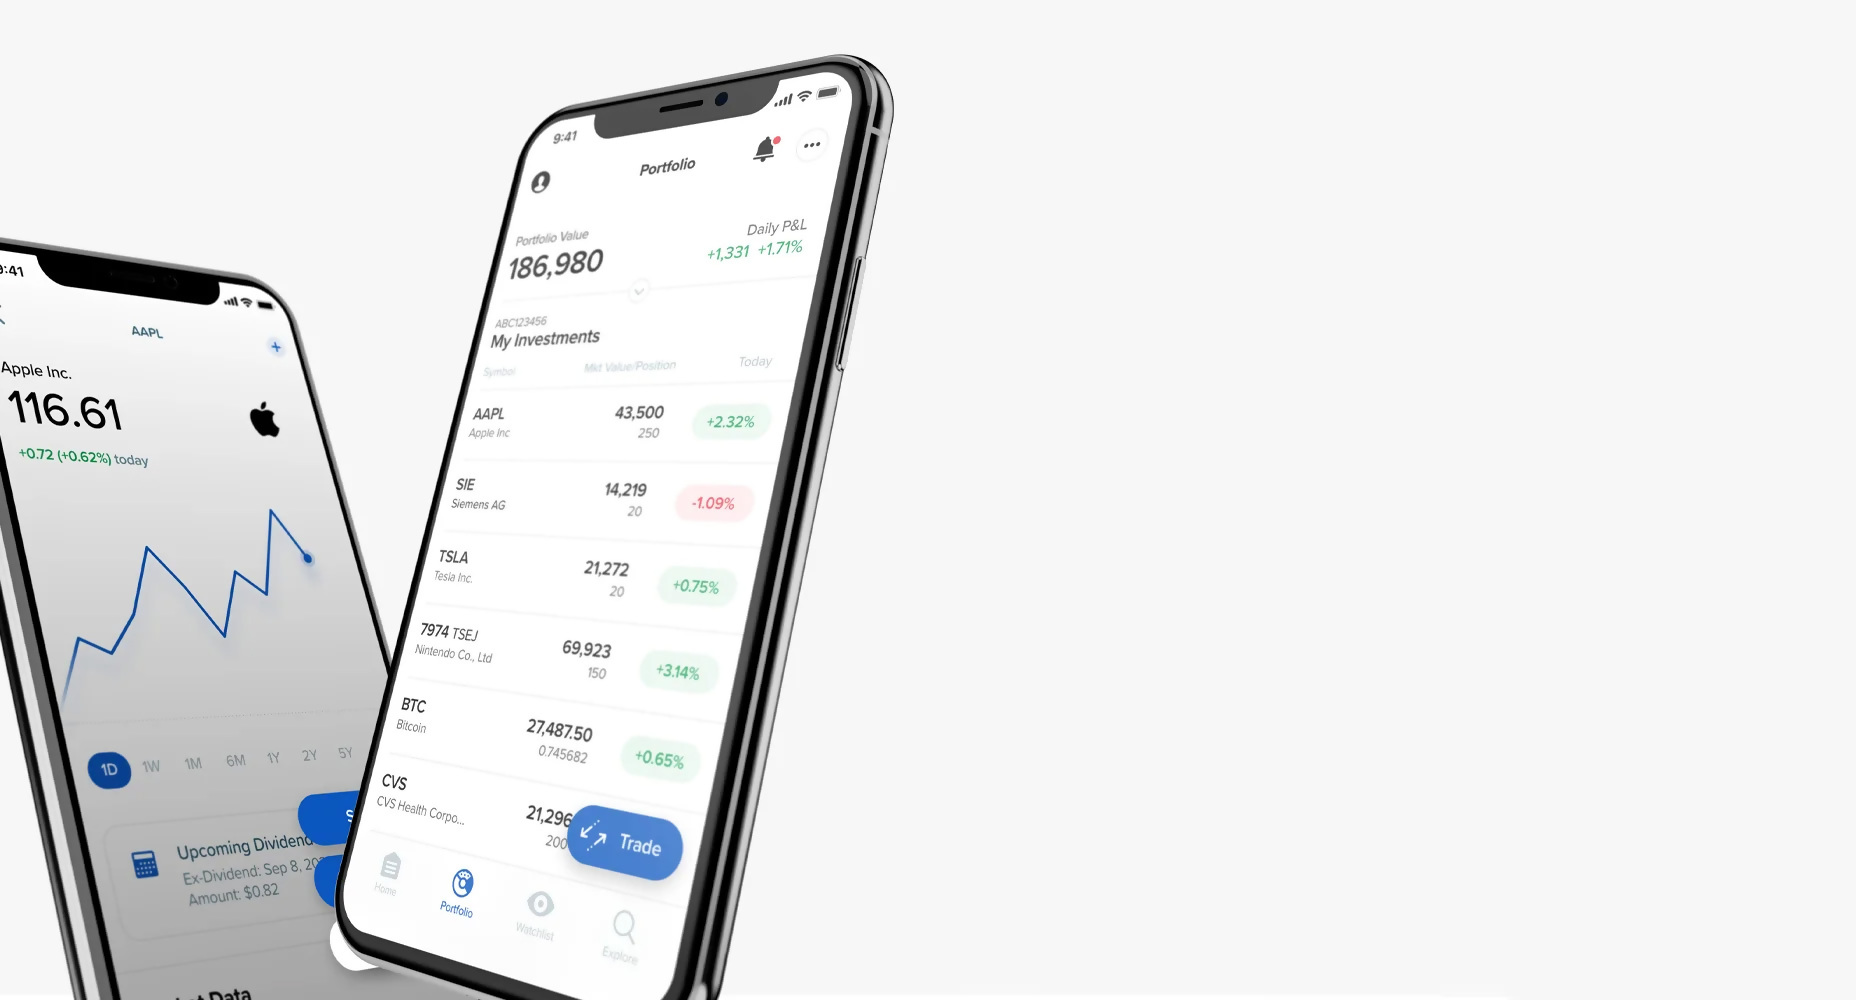 9:41
AAPL
+
Apple Inc.
116.61
+0.72 (+0.62%) today
1D 1W 1M 6M 1Y 2Y 5Y
Upcoming Dividend
Ex-Dividend: Sep 8,
Amount: $0.82
Data
9:41
Portfolio
Portfolio Value
186,980
Daily P&L
+1,331 +1.71%
ABC123456
My Investments
Symbol Mkt Value/Position Today
AAPL 43,500 +2.32%
Apple Inc 250
SIE 14,219 -1.09%
Siemens AG 20
TSLA 21,272 +0.75%
Tesla Inc. 20
7974 TSEJ 69,923 +3.14%
Nintendo Co., Ltd 150
BTC 27,487.50 +0.65%
Bitcoin 0.745682
CVS 21,296
CVS Health Corpo... 200
Trade
Home Portfolio Watchlist Explore